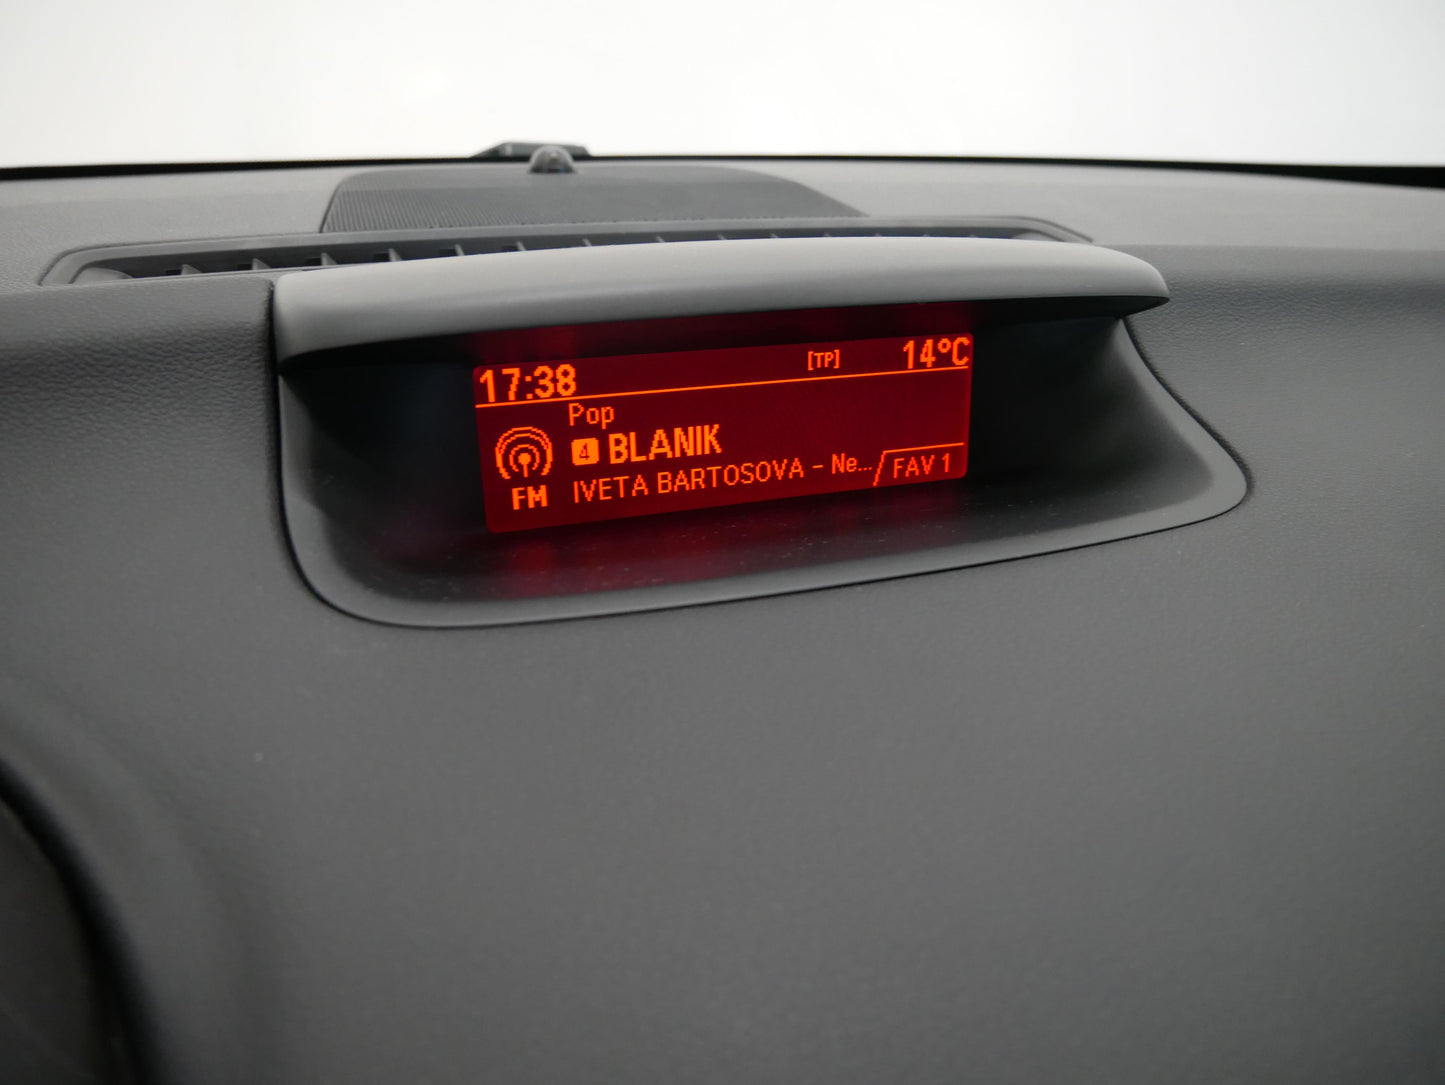 17:38 [TP] 14°C
Pop
4 BLANIK
FM IVETA BARTOSOVA - Ne... FAV 1